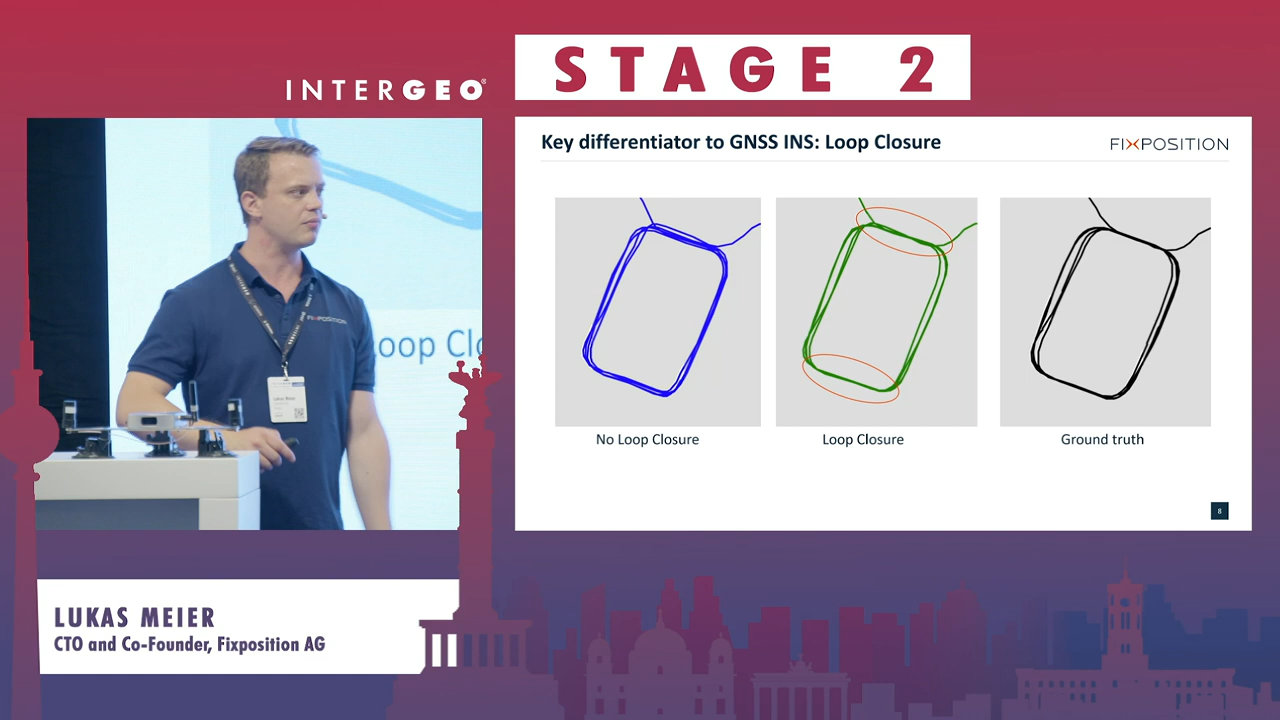 INTERGEO®
STAGE 2
Key differentiator to GNSS INS: Loop Closure
FIXPOSITION
No Loop Closure
Loop Closure
Ground truth
8
FIXPOSITION
oop Clo
LUKAS MEIER
CTO and Co-Founder, Fixposition AG